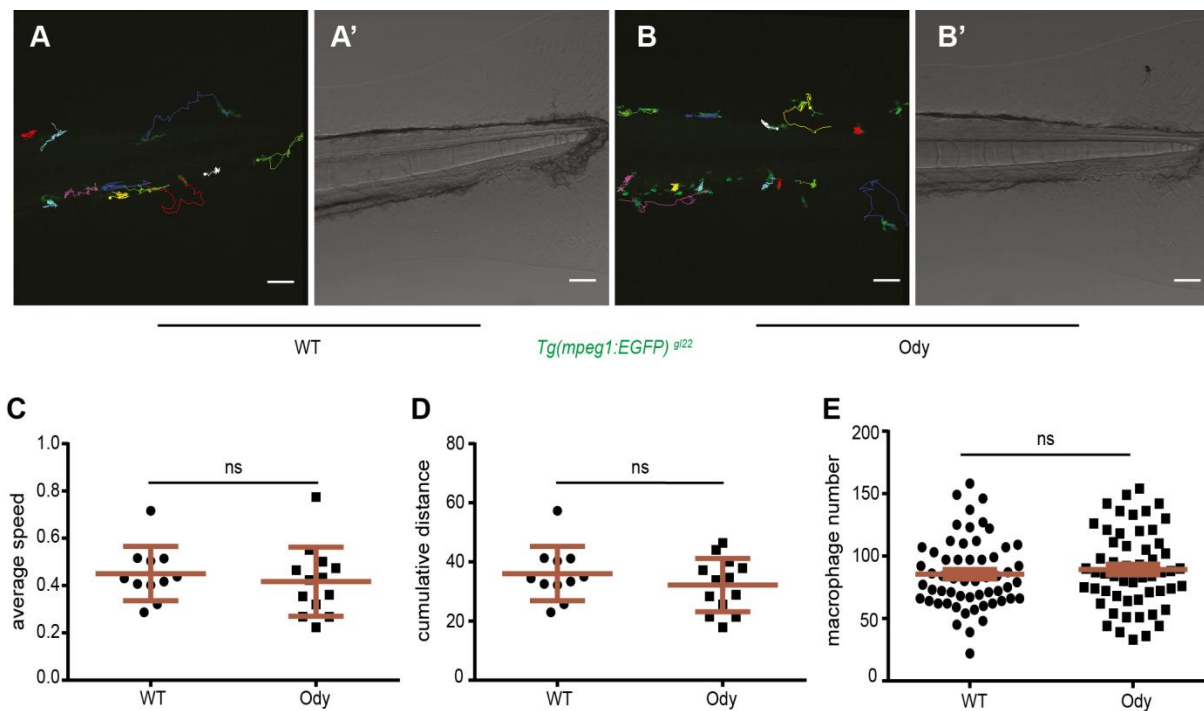 A A' B B'
WT Tg(mpeg1:EGFP) gl22 Ody
C D E
1.0
0.8
0.6
0.4
0.2
0.0
average speed
ns
WT Ody
80
60
40
20
0
cumulative distance
ns
WT Ody
200
150
100
50
0
macrophage number
ns
WT Ody